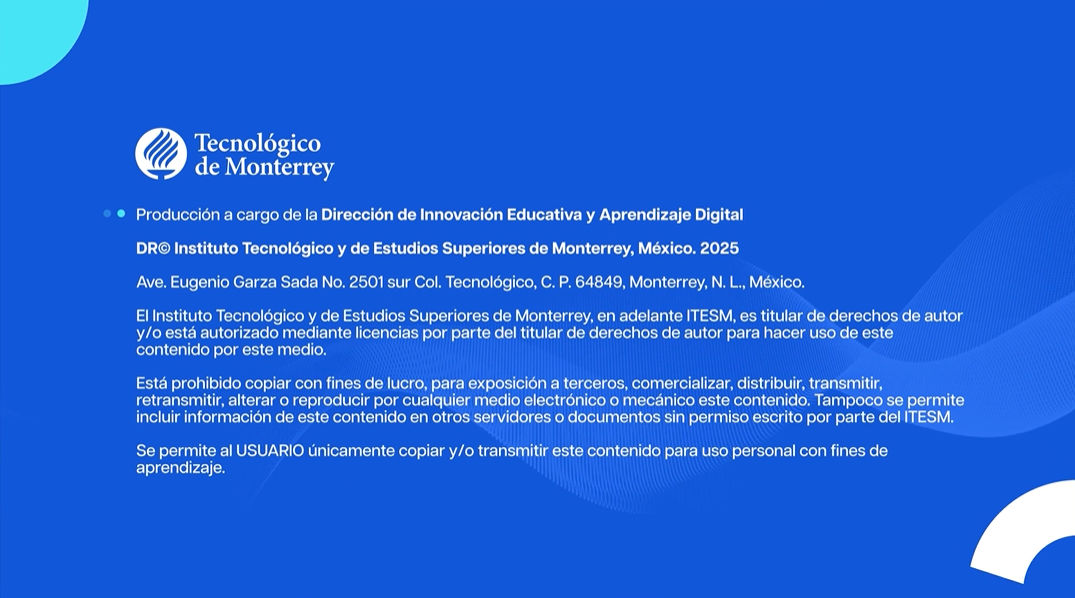 Tecnológico
de Monterrey
Producción a cargo de la Dirección de Innovación Educativa y Aprendizaje Digital
DR© Instituto Tecnológico y de Estudios Superiores de Monterrey, México. 2025
Ave. Eugenio Garza Sada No. 2501 sur Col. Tecnológico, C. P. 64849, Monterrey, N. L., México.
El Instituto Tecnológico y de Estudios Superiores de Monterrey, en adelante ITESM, es titular de derechos de autor
y/o está autorizado mediante licencias por parte del titular de derechos de autor para hacer uso de este
contenido por este medio.
Está prohibido copiar con fines de lucro, para exposición a terceros, comercializar, distribuir, transmitir,
retransmitir, alterar o reproducir por cualquier medio electrónico o mecánico este contenido. Tampoco se permite
incluir información de este contenido en otros servidores o documentos sin permiso escrito por parte del ITESM.
Se permite al USUARIO únicamente copiar y/o transmitir este contenido para uso personal con fines de
aprendizaje.